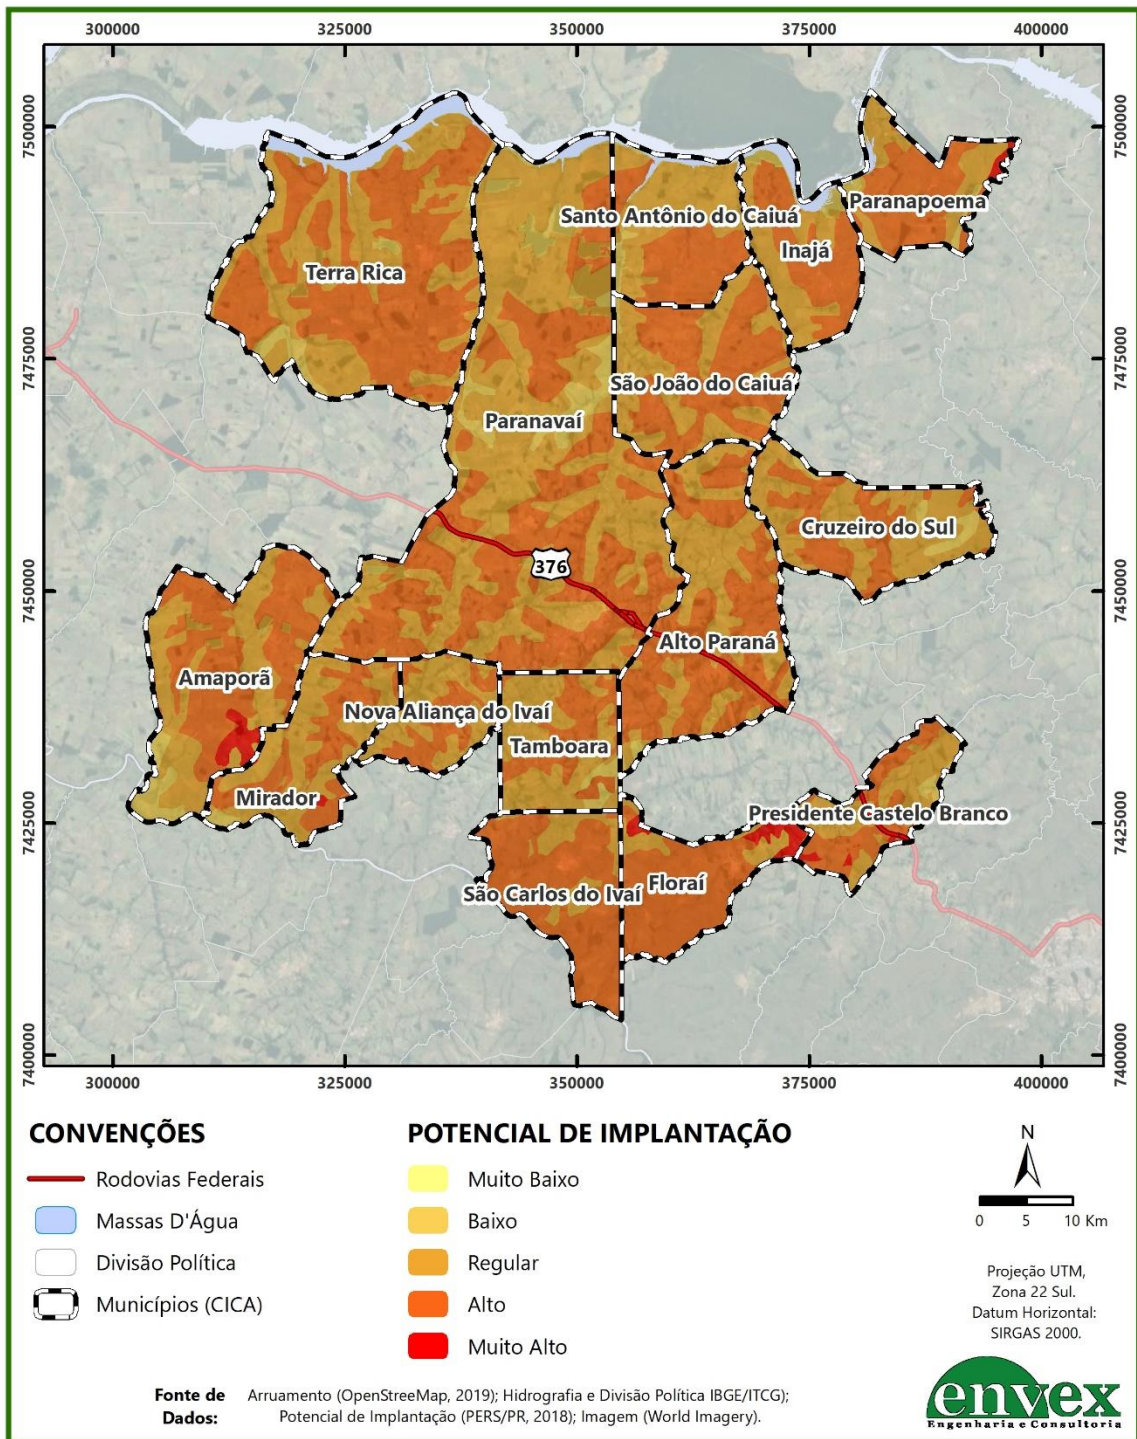 300000 325000 350000 375000 400000
7500000 7500000
7475000 7475000
7450000 7450000
7425000 7425000
7400000 7400000
Paranapoema
Santo Antônio do Caiuá
Inajá
Terra Rica
São João do Caiuá
Paranavaí
Cruzeiro do Sul
376
Alto Paraná
Amaporã
Nova Aliança do Ivaí
Tamboara
Mirador
Presidente Castelo Branco
Floraí
São Carlos do Ivaí
300000 325000 350000 375000 400000
CONVENÇÕES
Rodovias Federais
Massas D'Água
Divisão Política
Municípios (CICA)
POTENCIAL DE IMPLANTAÇÃO
Muito Baixo
Baixo
Regular
Alto
Muito Alto
N
0 5 10 Km
Projeção UTM,
Zona 22 Sul.
Datum Horizontal:
SIRGAS 2000.
Fonte de Dados:
Arruamento (OpenStreeMap, 2019); Hidrografia e Divisão Política IBGE/ITCG);
Potencial de Implantação (PERS/PR, 2018); Imagem (World Imagery).
envex
Engenharia e Consultoria